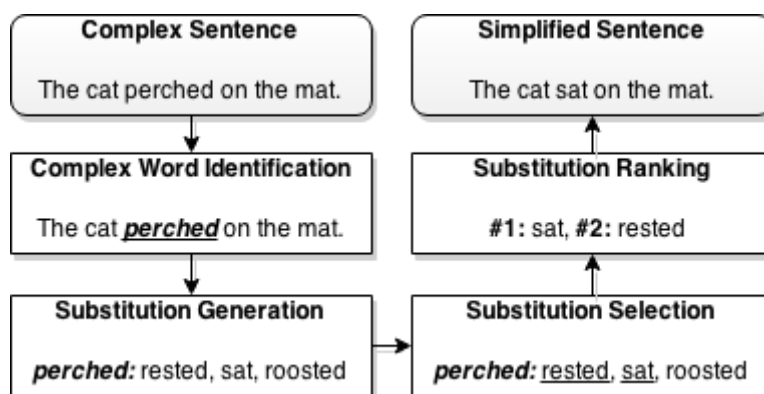 Complex Sentence
The cat perched on the mat.
Complex Word Identification
The cat perched on the mat.
Substitution Generation
perched: rested, sat, roosted
Substitution Selection
perched: rested, sat, roosted
Substitution Ranking
#1: sat, #2: rested
Simplified Sentence
The cat sat on the mat.